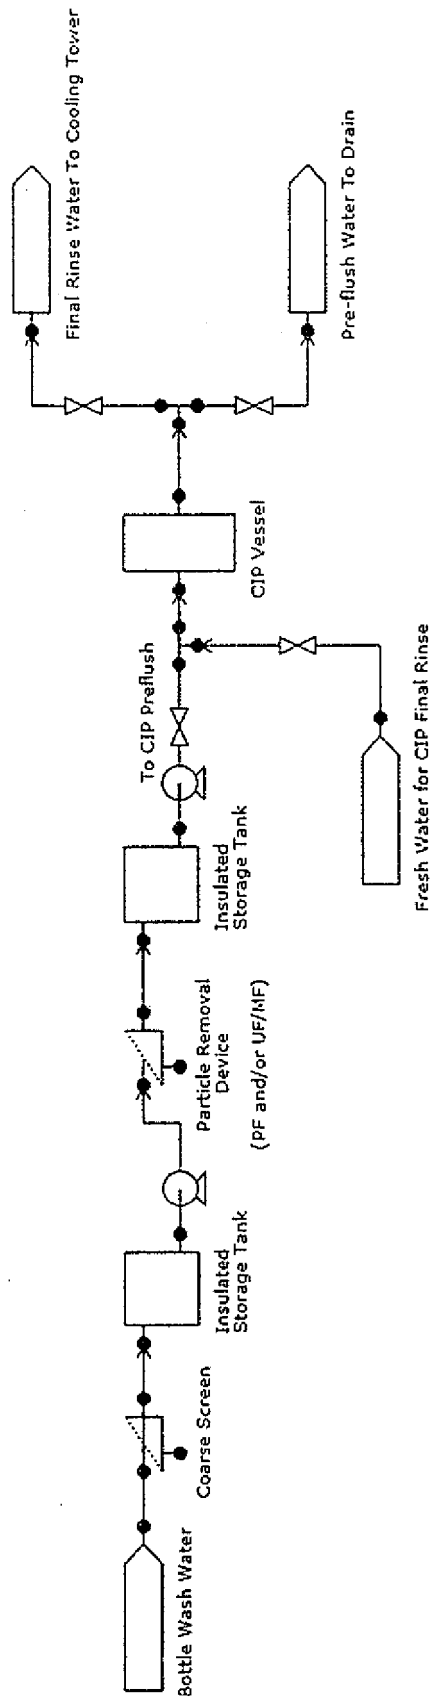 Bottle Wash Water
Coarse Screen
Insulated
Storage Tank
Particle Removal
Device
(PF and/or UF/MF)
Insulated
Storage Tank
To CIP Preflush
Fresh Water for CIP Final Rinse
CIP Vessel
Final Rinse Water To Cooling Tower
Pre-flush Water To Drain